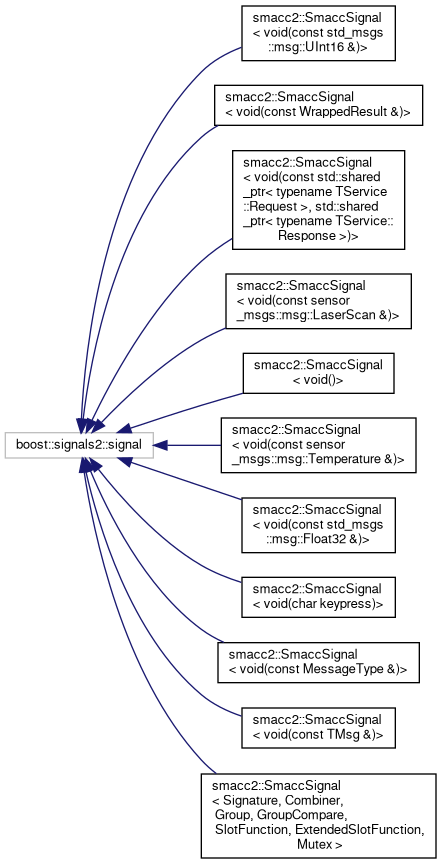 smacc2::SmaccSignal
< void(const std_msgs
::msg::UInt16 &)>
smacc2::SmaccSignal
< void(const WrappedResult &)>
smacc2::SmaccSignal
< void(const std::shared
_ptr< typename TService
::Request >, std::shared
_ptr< typename TService::
Response >)>
smacc2::SmaccSignal
< void(const sensor
_msgs::msg::LaserScan &)>
smacc2::SmaccSignal
< void()>
boost::signals2::signal
smacc2::SmaccSignal
< void(const sensor
_msgs::msg::Temperature &)>
smacc2::SmaccSignal
< void(const std_msgs
::msg::Float32 &)>
smacc2::SmaccSignal
< void(char keypress)>
smacc2::SmaccSignal
< void(const MessageType &)>
smacc2::SmaccSignal
< void(const TMsg &)>
smacc2::SmaccSignal
< Signature, Combiner,
Group, GroupCompare,
SlotFunction, ExtendedSlotFunction,
Mutex >